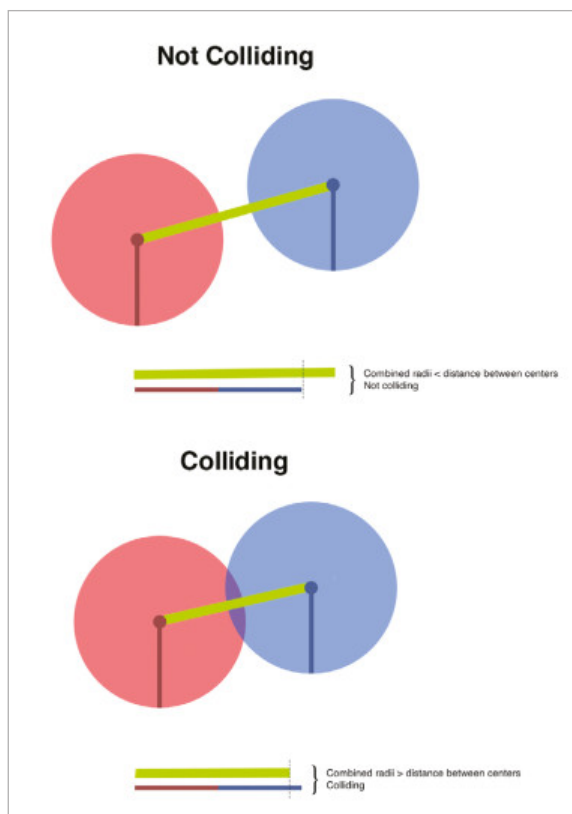 Not Colliding
Combined radii < distance between centers
Not colliding
Colliding
Combined radii > distance between centers
Colliding